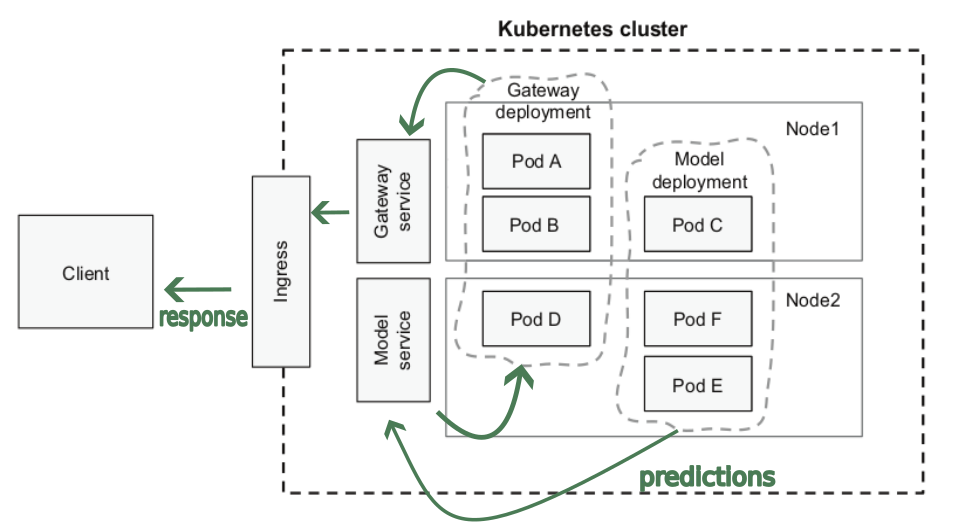 Kubernetes cluster
Gateway
deployment
Node1
Pod A
Model
deployment
Gateway
service
Pod B
Pod C
Client
Ingress
response
Model
service
Node2
Pod D
Pod F
Pod E
predictions